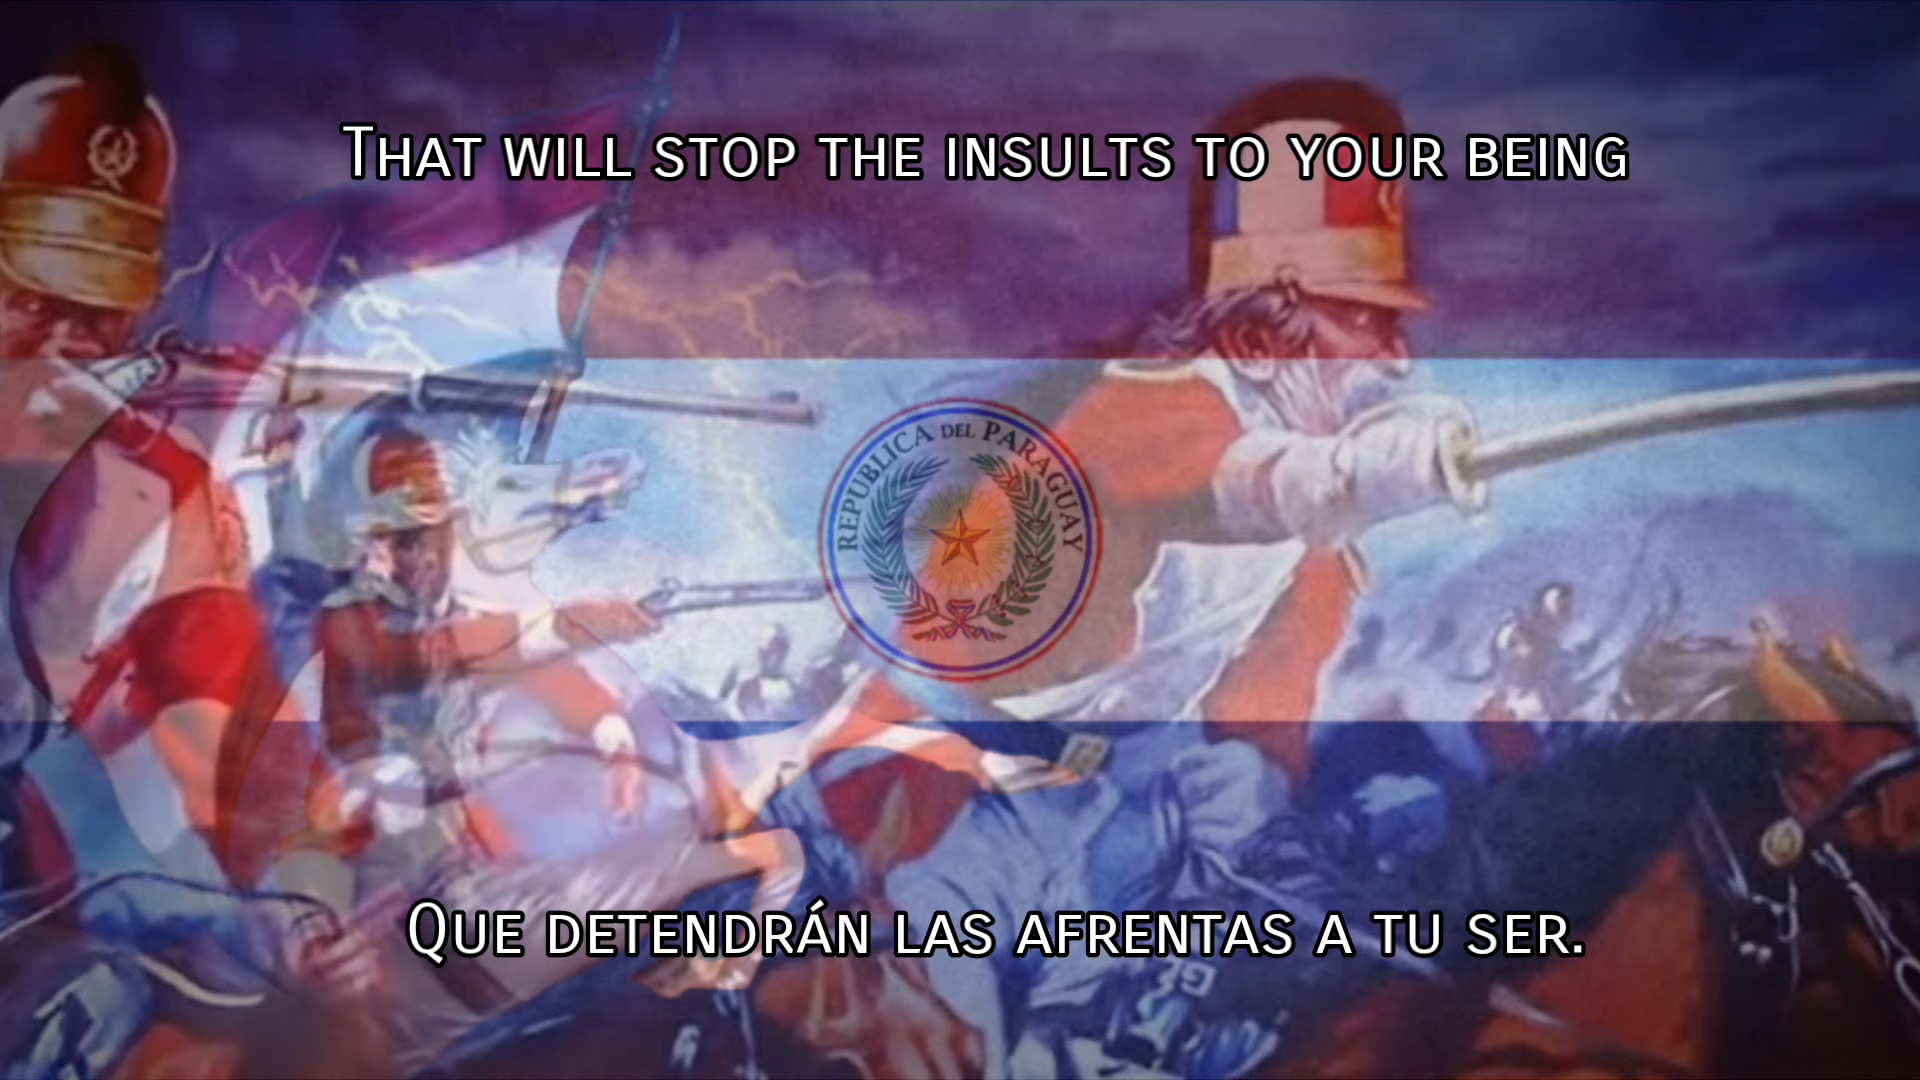 That will stop the insults to your being
REPUBLICA DEL PARAGUAY
Que detendrán las afrentas a tu ser.